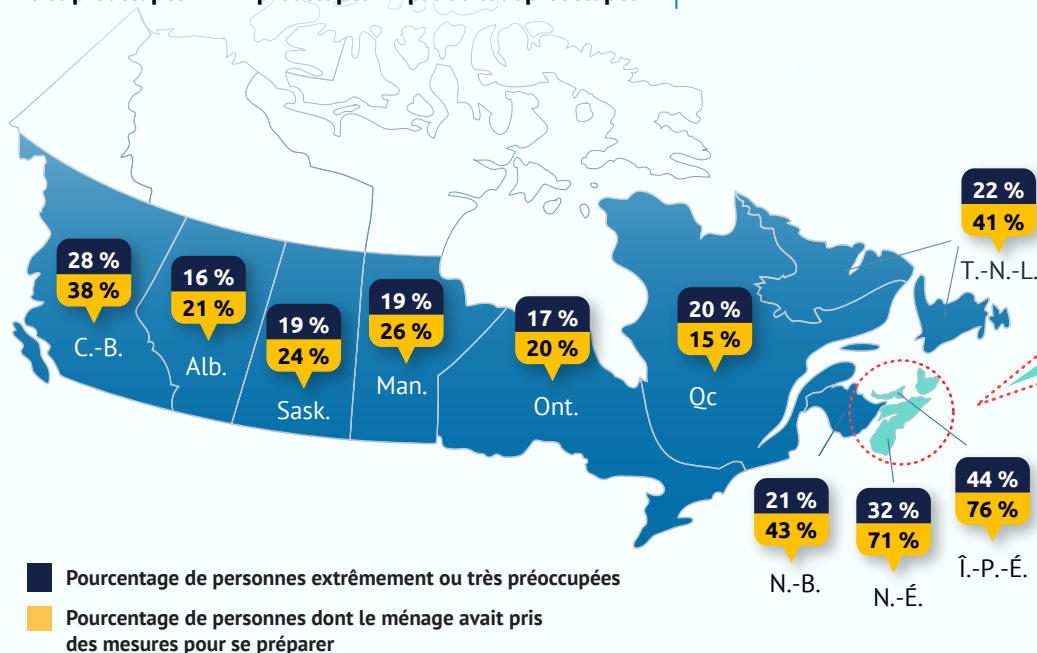 22 %
41 %
T.-N.-L.
28 %
38 %
C.-B.
16 %
21 %
Alb.
19 %
24 %
Sask.
19 %
26 %
Man.
17 %
20 %
Ont.
20 %
15 %
Qc
21 %
43 %
N.-B.
32 %
71 %
N.-É.
44 %
76 %
Î.-P.-É.
Pourcentage de personnes extrêmement ou très préoccupées
Pourcentage de personnes dont le ménage avait pris
des mesures pour se préparer